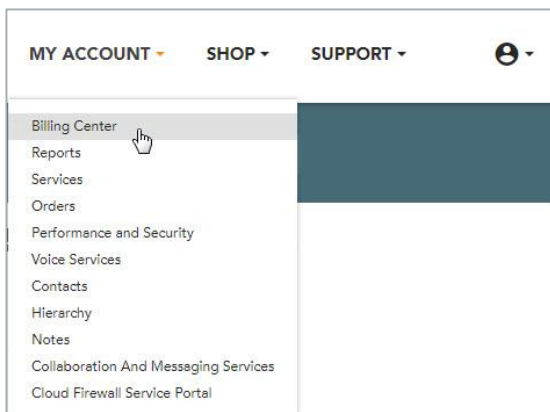 MY ACCOUNT SHOP SUPPORT
Billing Center
Reports
Services
Orders
Performance and Security
Voice Services
Contacts
Hierarchy
Notes
Collaboration And Messaging Services
Cloud Firewall Service Portal